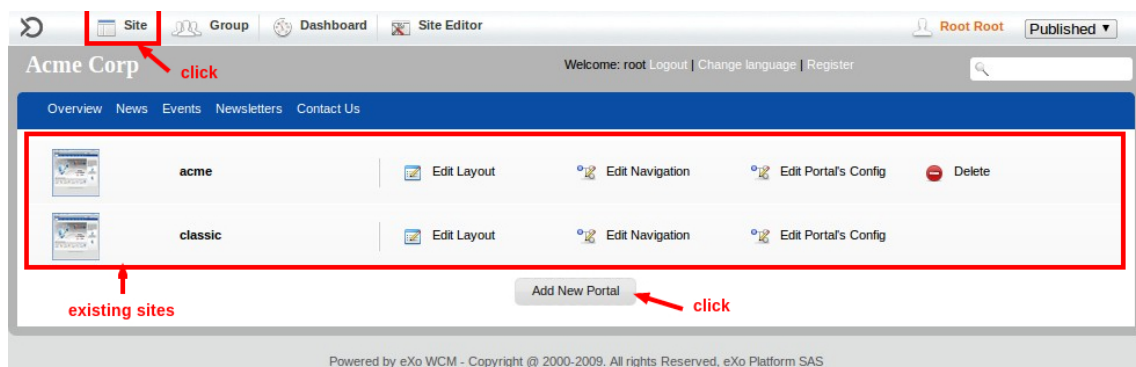 Site Group Dashboard Site Editor Root Root Published
Acme Corp click Welcome: root Logout | Change language | Register
Overview News Events Newsletters Contact Us
acme Edit Layout Edit Navigation Edit Portal's Config Delete
classic Edit Layout Edit Navigation Edit Portal's Config
existing sites Add New Portal click
Powered by eXo WCM - Copyright @ 2000-2009. All rights Reserved, eXo Platform SAS